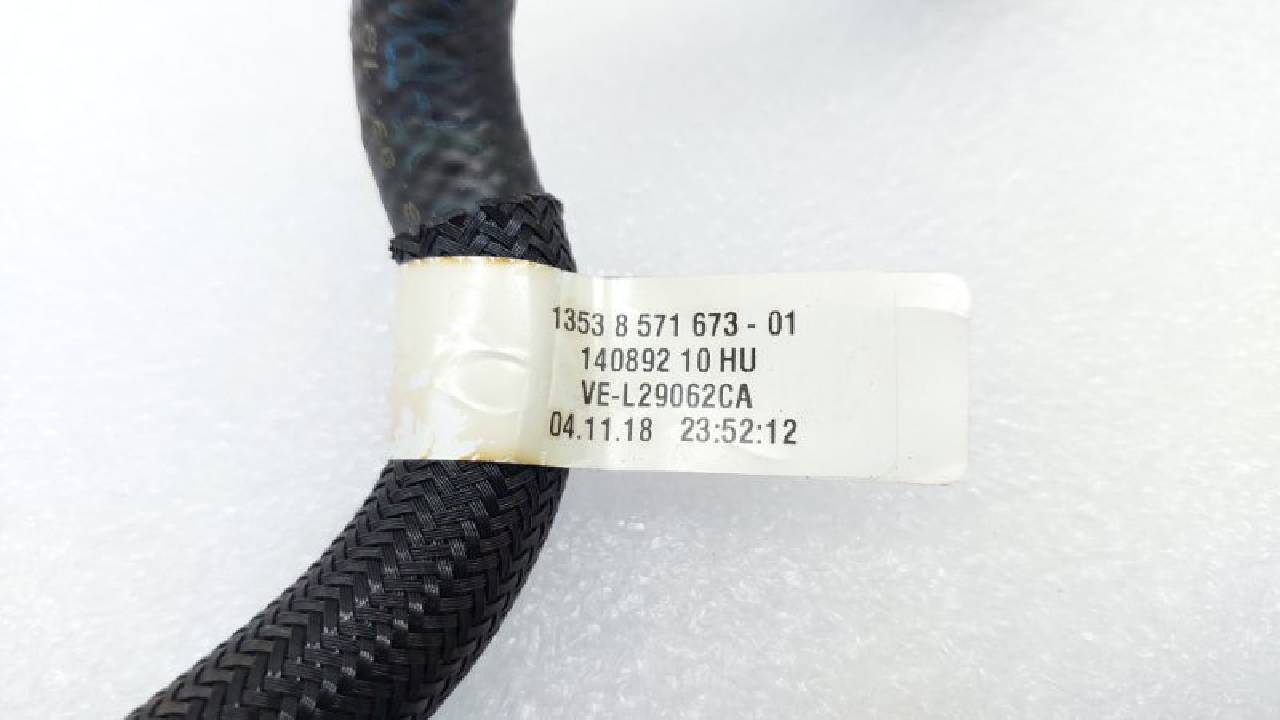 1353 8 571 673 - 01
140892 10 HU
VE-L29062CA
04.11.18 23:52:12